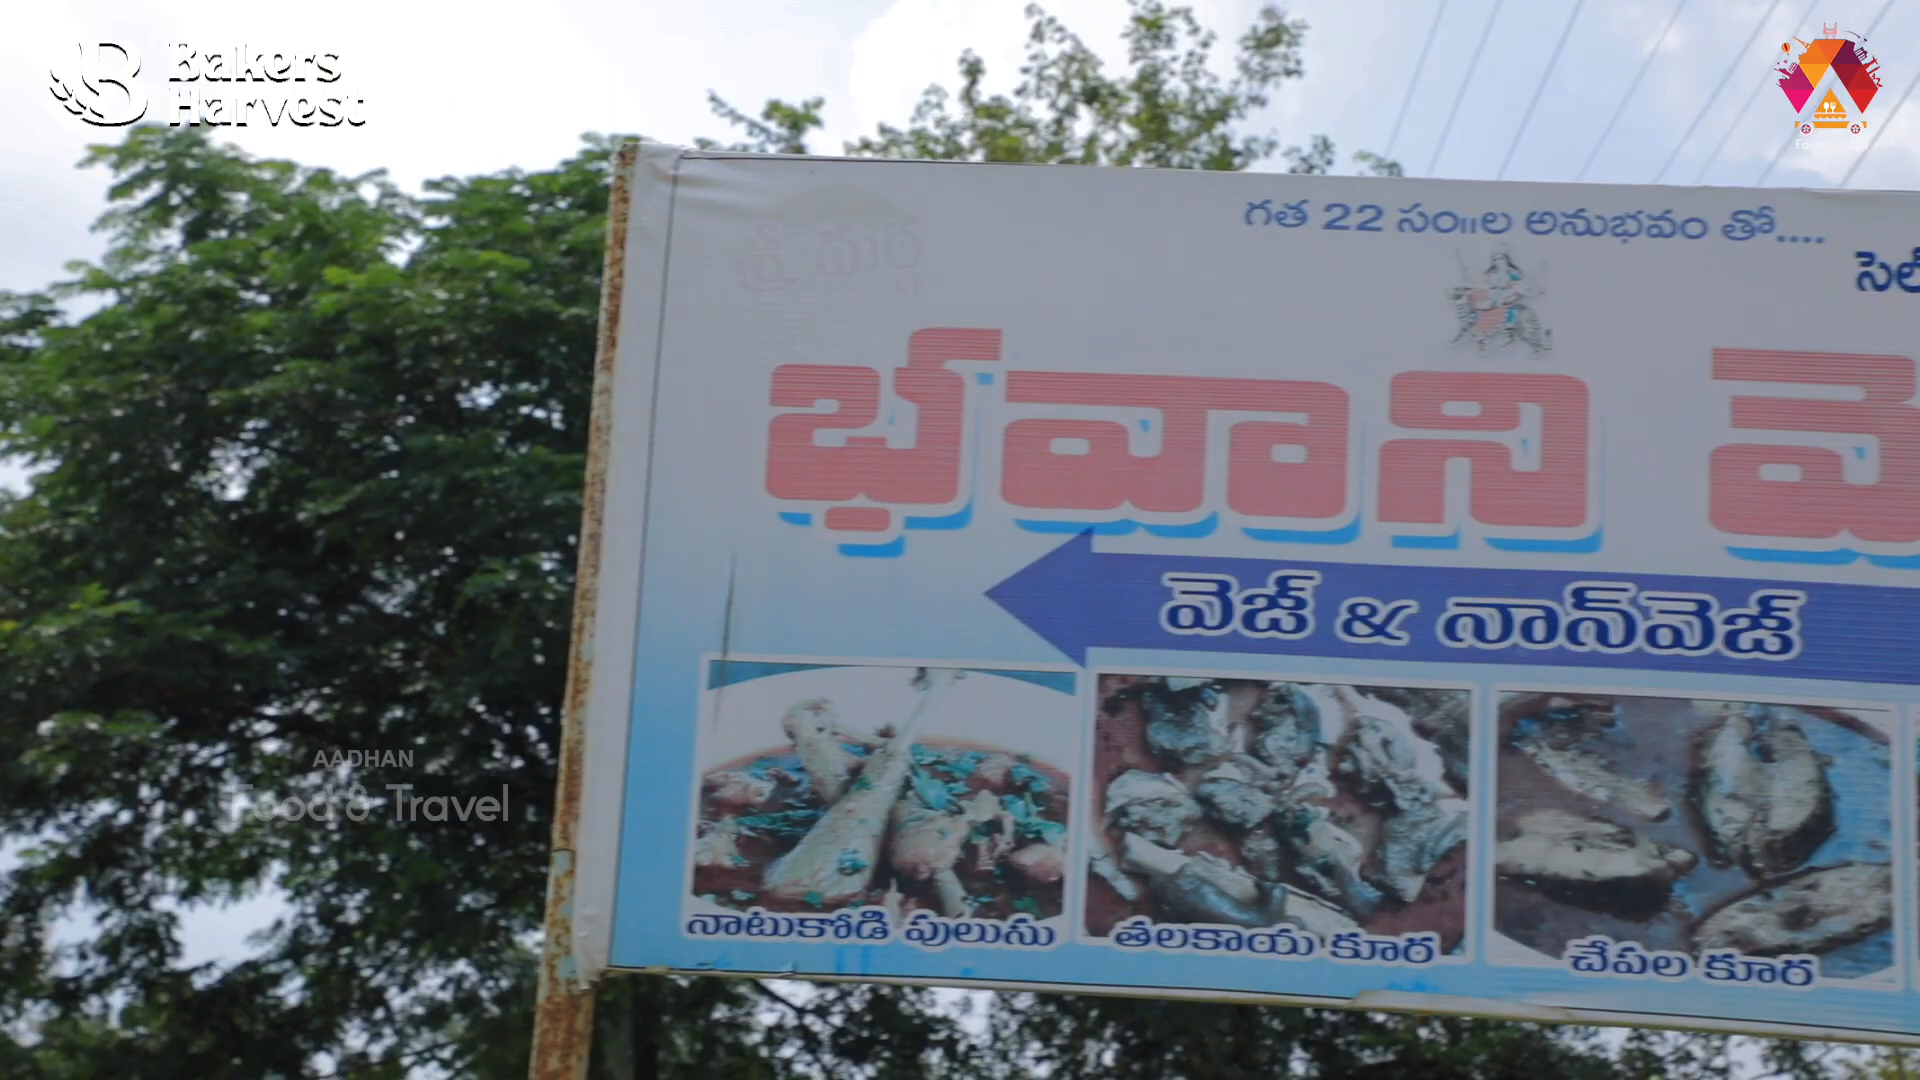 Bakers
Harvest
గత 22 సం॥ల అనుభవం తో....
శ్రీ దుర్గ
సెల్
భవాని మె
వెజ్ & నాన్‌వెజ్
AADHAN
Food & Travel
నాటుకోడి పులుసు
తలకాయ కూర
చేపల కూర